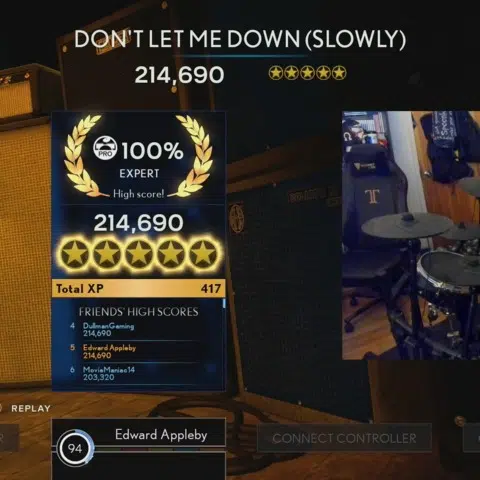 DON'T LET ME DOWN (SLOWLY)
214,690
PRO
100%
EXPERT
High score!
214,690
Total XP 417
FRIENDS' HIGH SCORES
4 DullmanGaming
214,690
5 Edward Appleby
214,690
6 MovieManiac14
203,320
REPLAY
94 Edward Appleby
CONNECT CONTROLLER
T